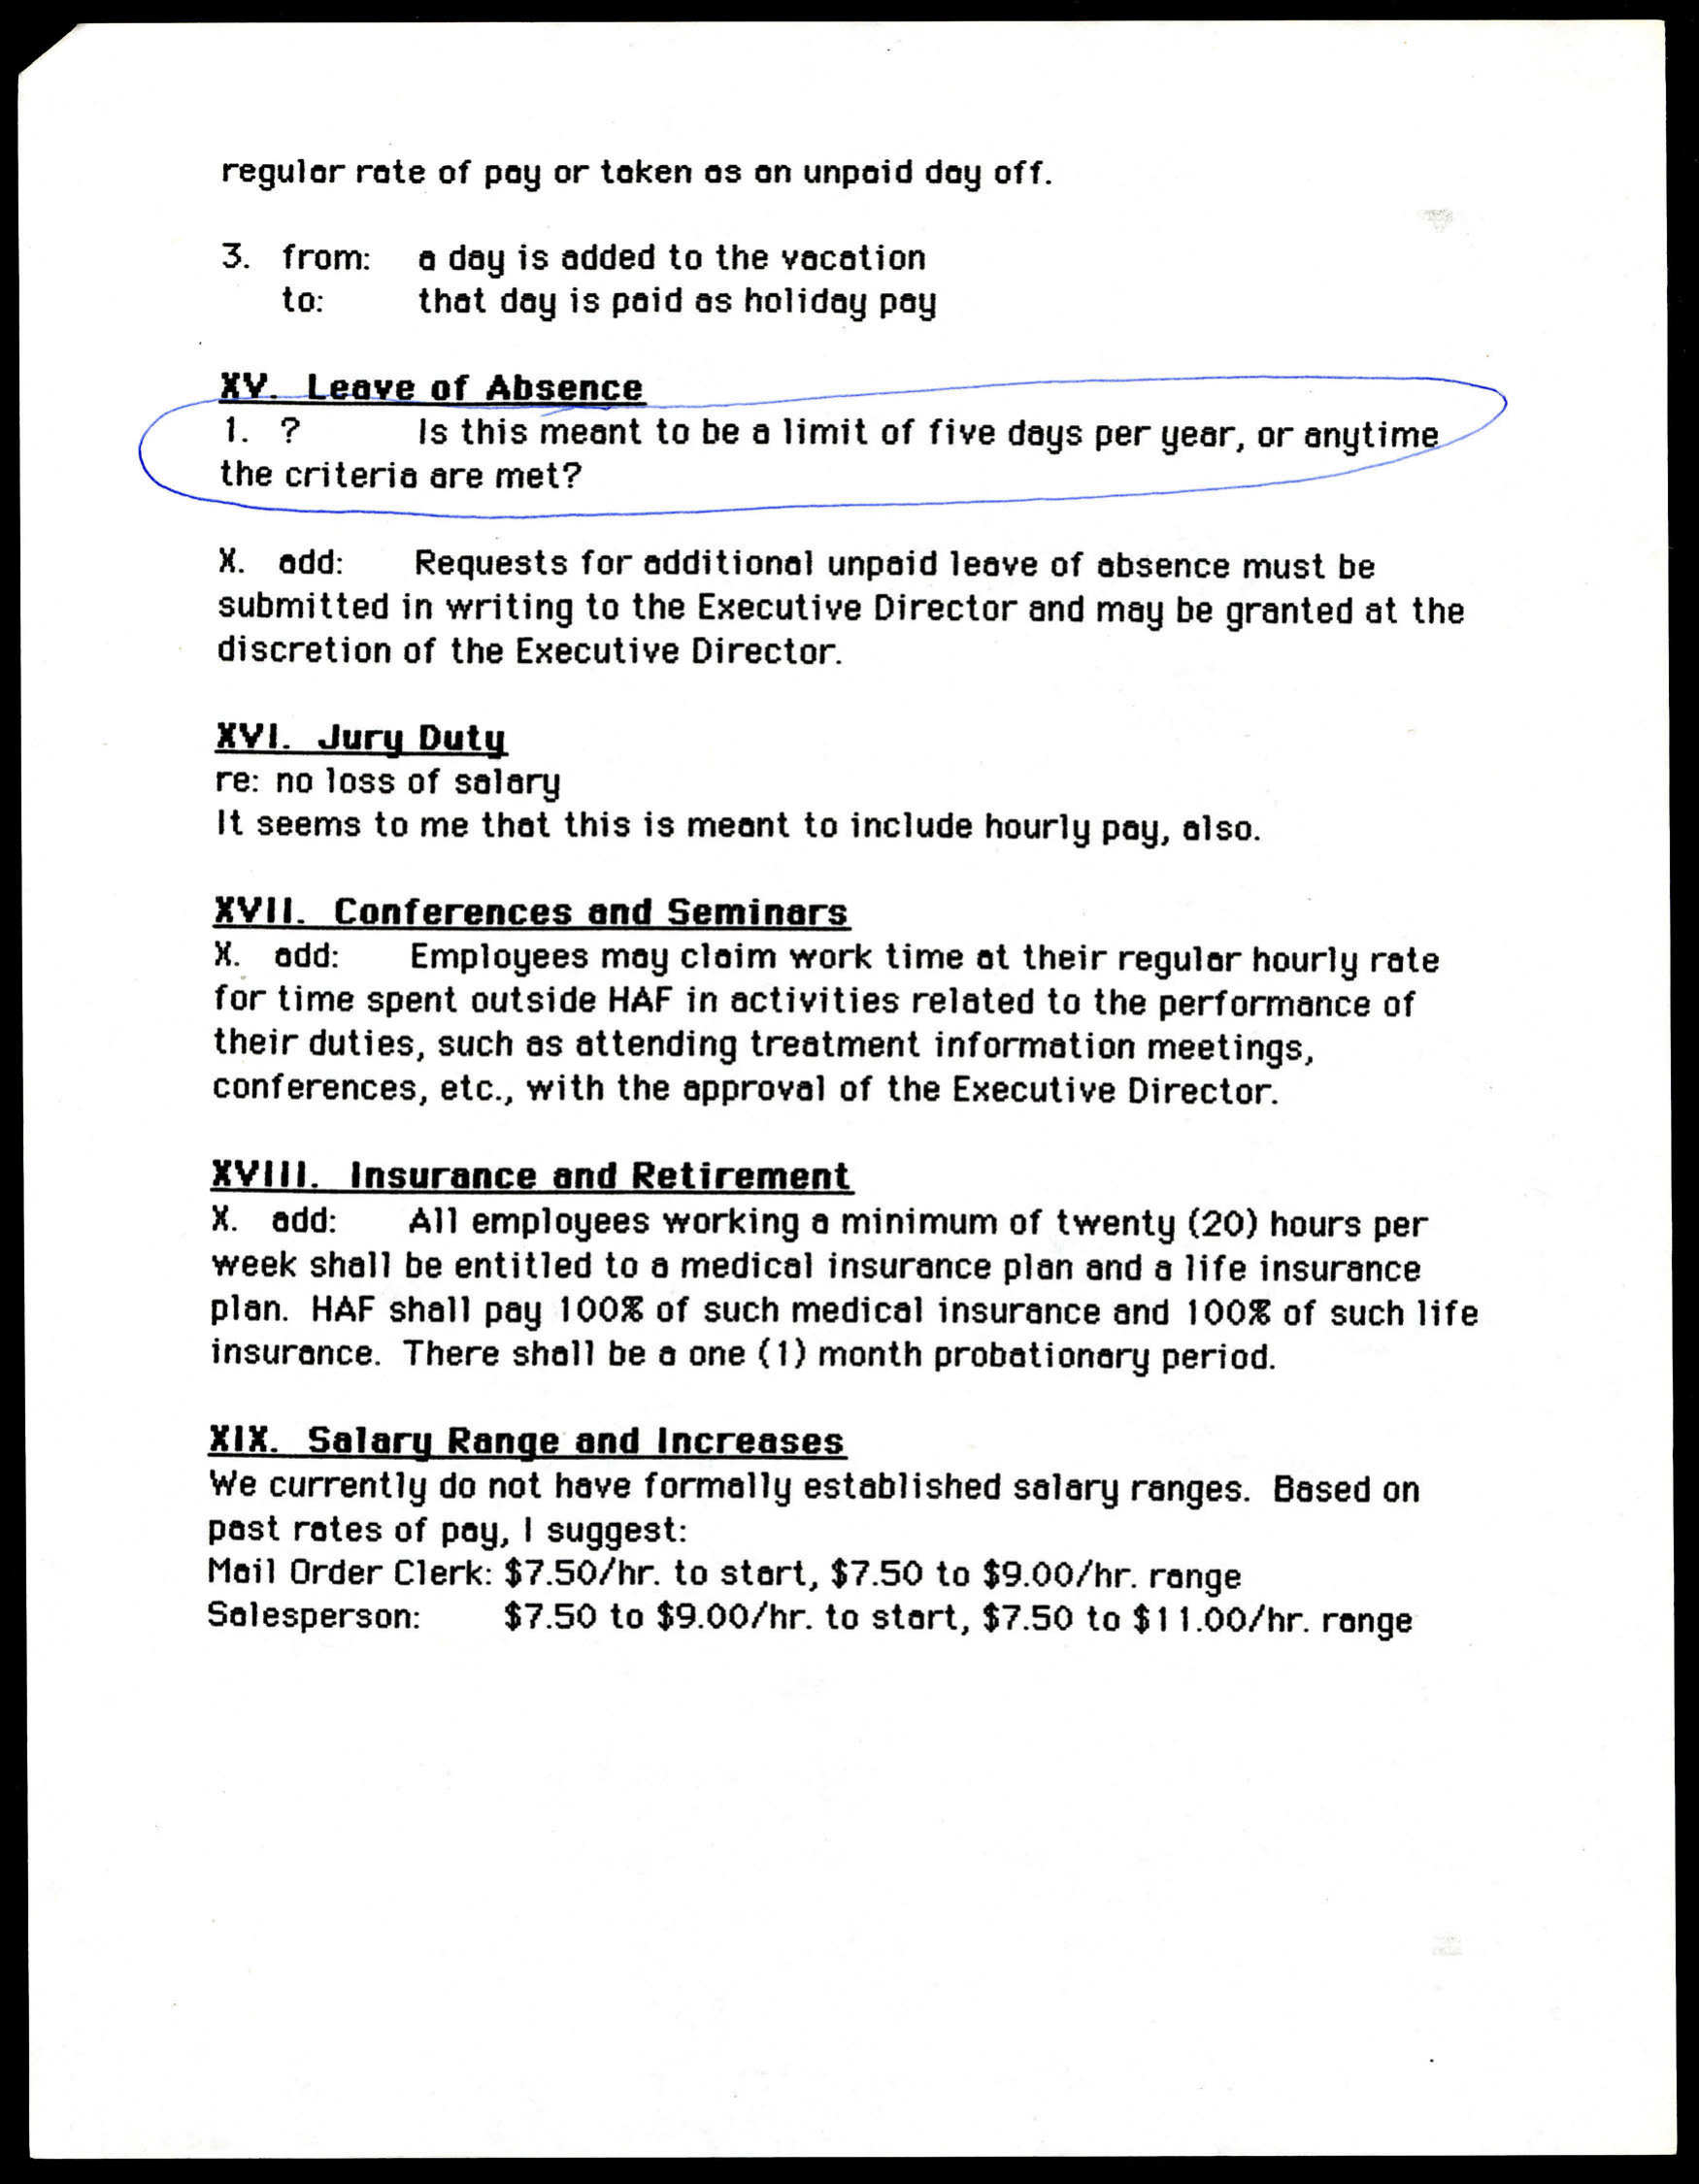 regular rate of pay or taken as an unpaid day off.
3. from: a day is added to the vacation
to: that day is paid as holiday pay
XV. Leave of Absence
1. ? Is this meant to be a limit of five days per year, or anytime
the criteria are met?
X. add: Requests for additional unpaid leave of absence must be
submitted in writing to the Executive Director and may be granted at the
discretion of the Executive Director.
XVI. Jury Duty
re: no loss of salary
It seems to me that this is meant to include hourly pay, also.
XVII. Conferences and Seminars
X. add: Employees may claim work time at their regular hourly rate
for time spent outside HAF in activities related to the performance of
their duties, such as attending treatment information meetings,
conferences, etc., with the approval of the Executive Director.
XVIII. Insurance and Retirement
X. add: All employees working a minimum of twenty (20) hours per
week shall be entitled to a medical insurance plan and a life insurance
plan. HAF shall pay 100% of such medical insurance and 100% of such life
insurance. There shall be a one (1) month probationary period.
XIX. Salary Range and Increases
We currently do not have formally established salary ranges. Based on
past rates of pay, I suggest:
Mail Order Clerk: $7.50/hr. to start, $7.50 to $9.00/hr. range
Salesperson: $7.50 to $9.00/hr. to start, $7.50 to $11.00/hr. range